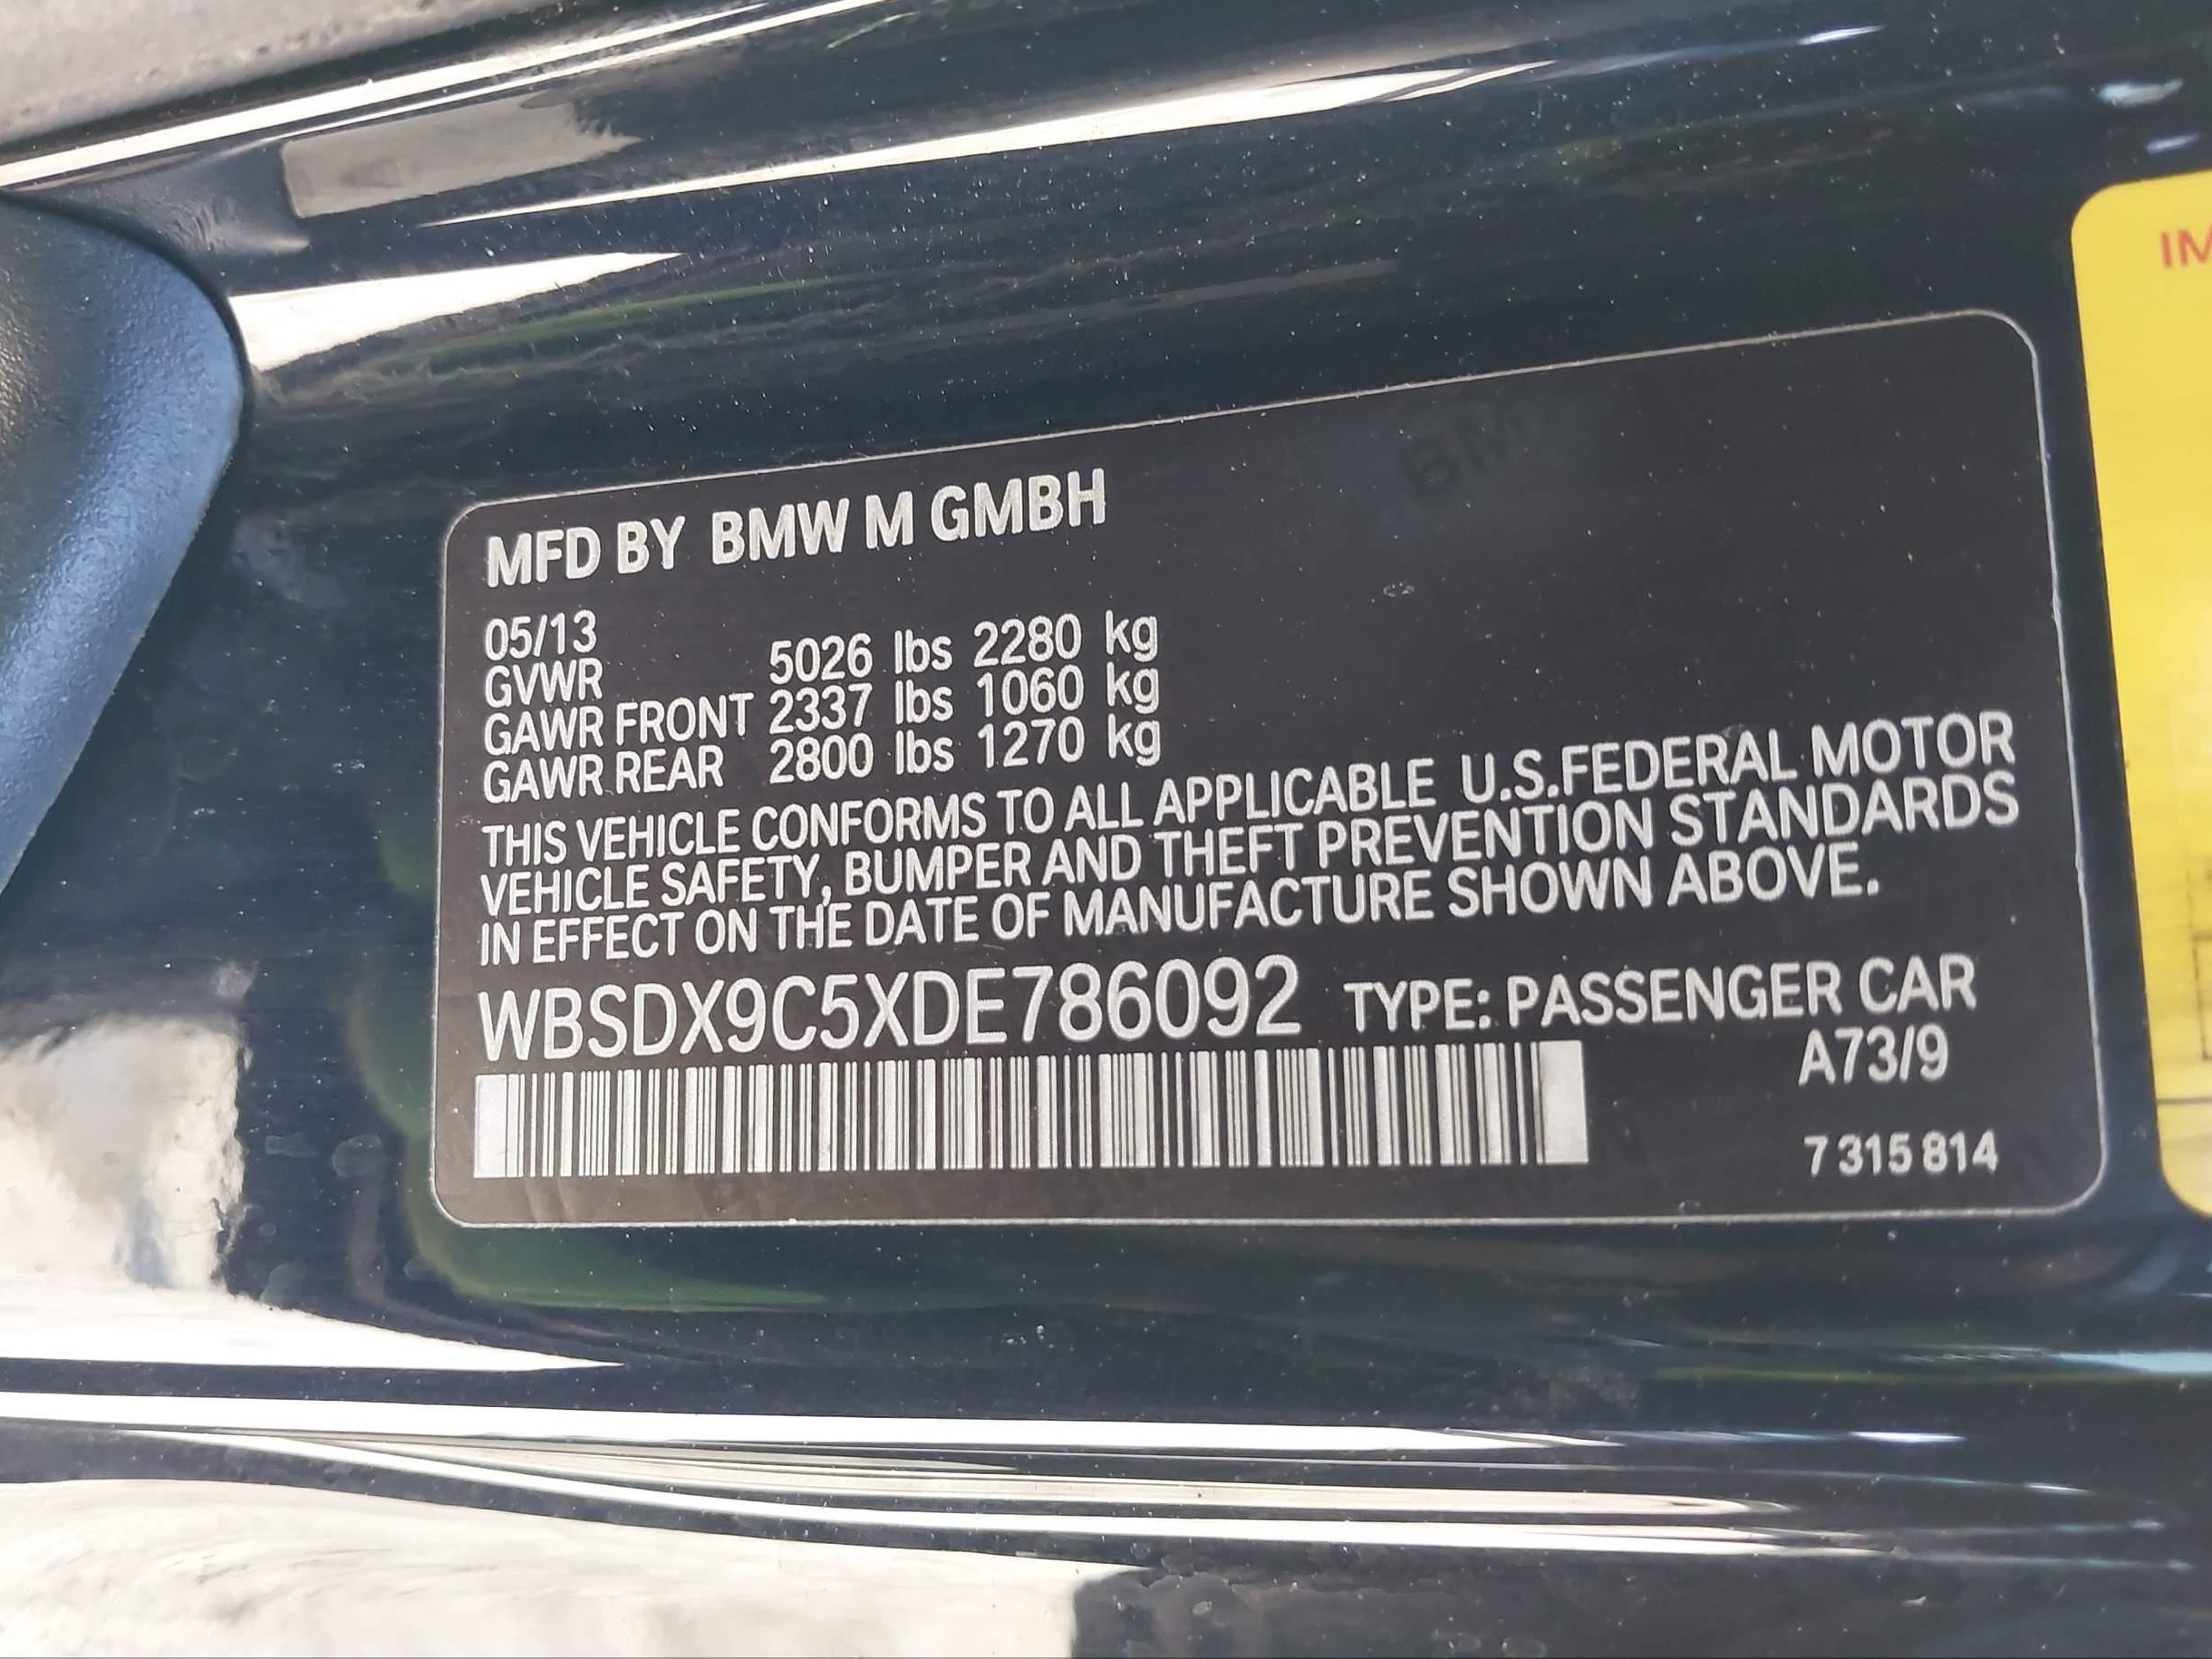 MFD BY BMW M GMBH
05/13
GVWR 5026 lbs 2280 kg
GAWR FRONT 2337 lbs 1060 kg
GAWR REAR 2800 lbs 1270 kg
THIS VEHICLE CONFORMS TO ALL APPLICABLE U.S.FEDERAL MOTOR
VEHICLE SAFETY, BUMPER AND THEFT PREVENTION STANDARDS
IN EFFECT ON THE DATE OF MANUFACTURE SHOWN ABOVE.
WBSDX9C5XDE786092 TYPE: PASSENGER CAR
A73/9
7 315 814